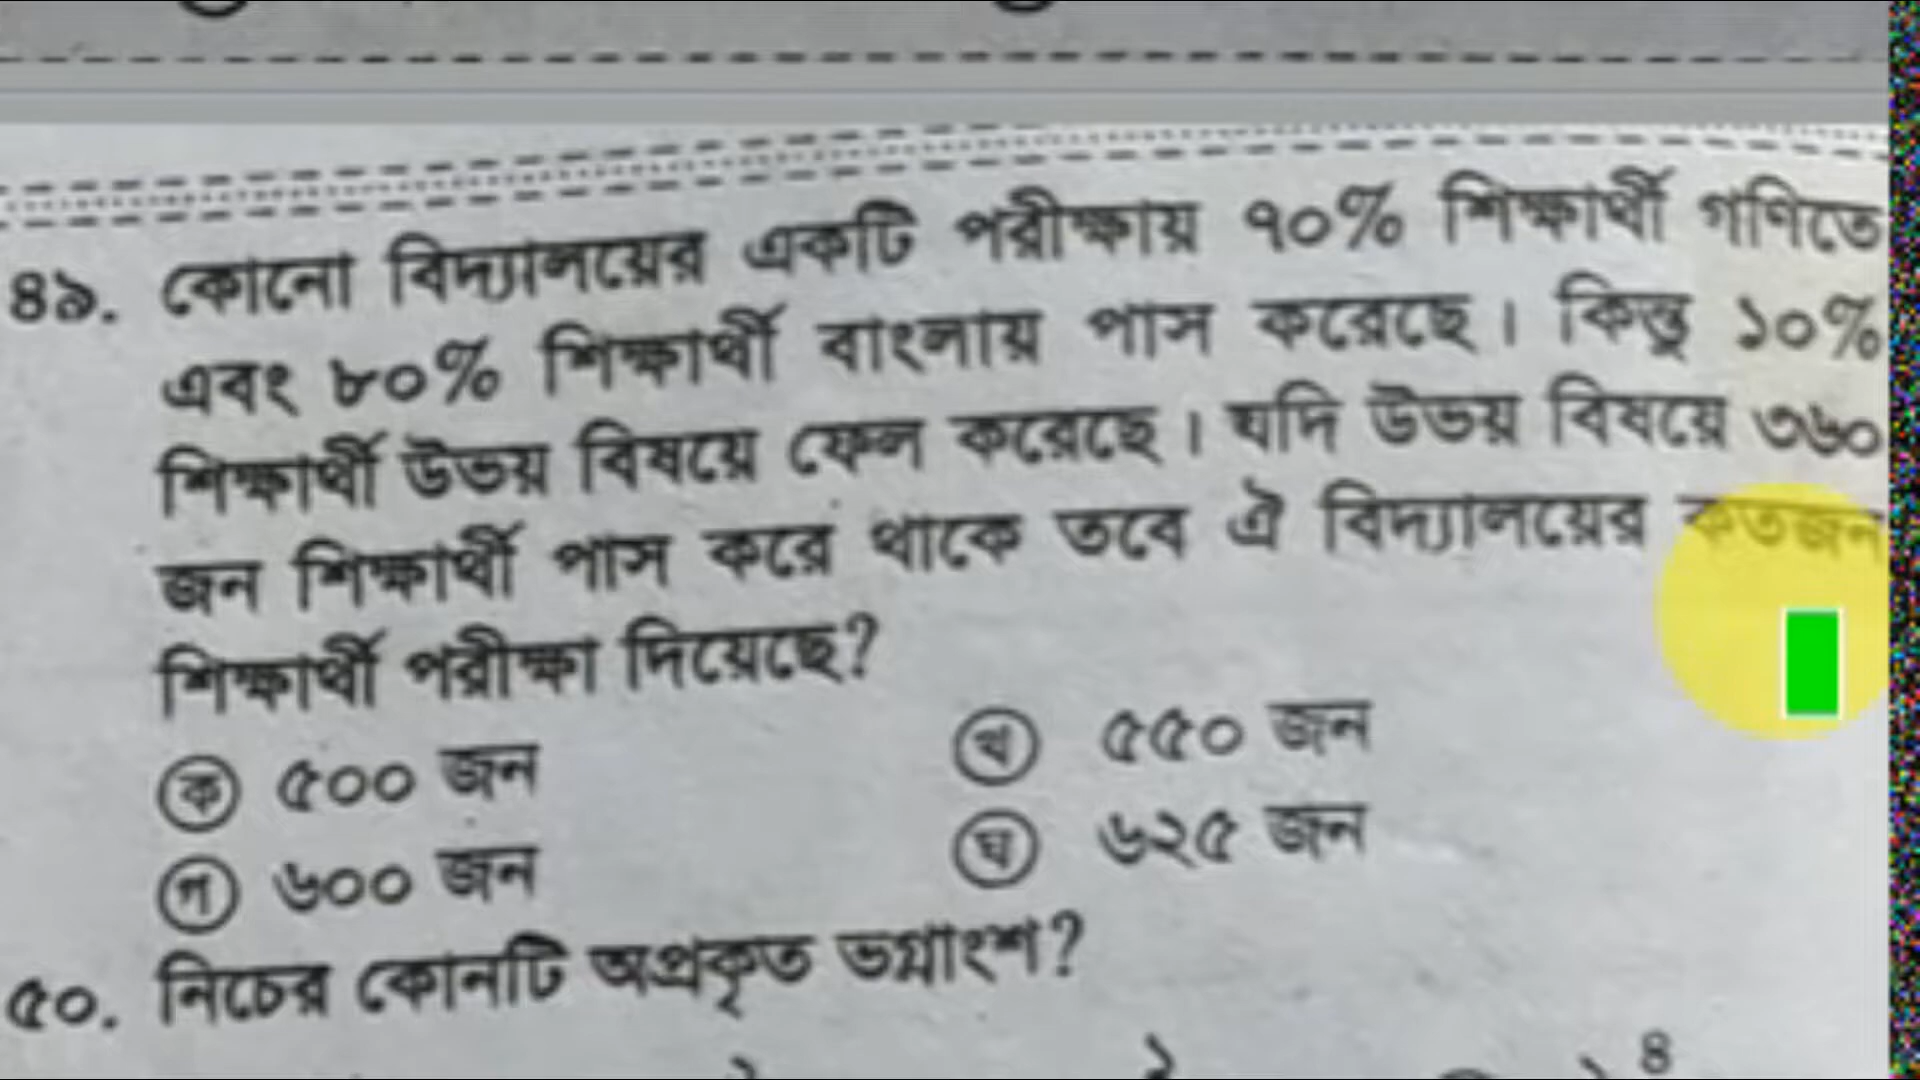 ৪৯. কোনো বিদ্যালয়ের একটি পরীক্ষায় ৭০% শিক্ষার্থী গণিতে
এবং ৮০% শিক্ষার্থী বাংলায় পাস করেছে। কিন্তু ১০%
শিক্ষার্থী উভয় বিষয়ে ফেল করেছে। যদি উভয় বিষয়ে ৩৬০
জন শিক্ষার্থী পাস করে থাকে তবে ঐ বিদ্যালয়ের কতজন
শিক্ষার্থী পরীক্ষা দিয়েছে?
ক ৫০০ জন
খ ৫৫০ জন
গ ৬০০ জন
ঘ ৬২৫ জন
৫০. নিচের কোনটি অপ্রকৃত ভগ্নাংশ?
৪